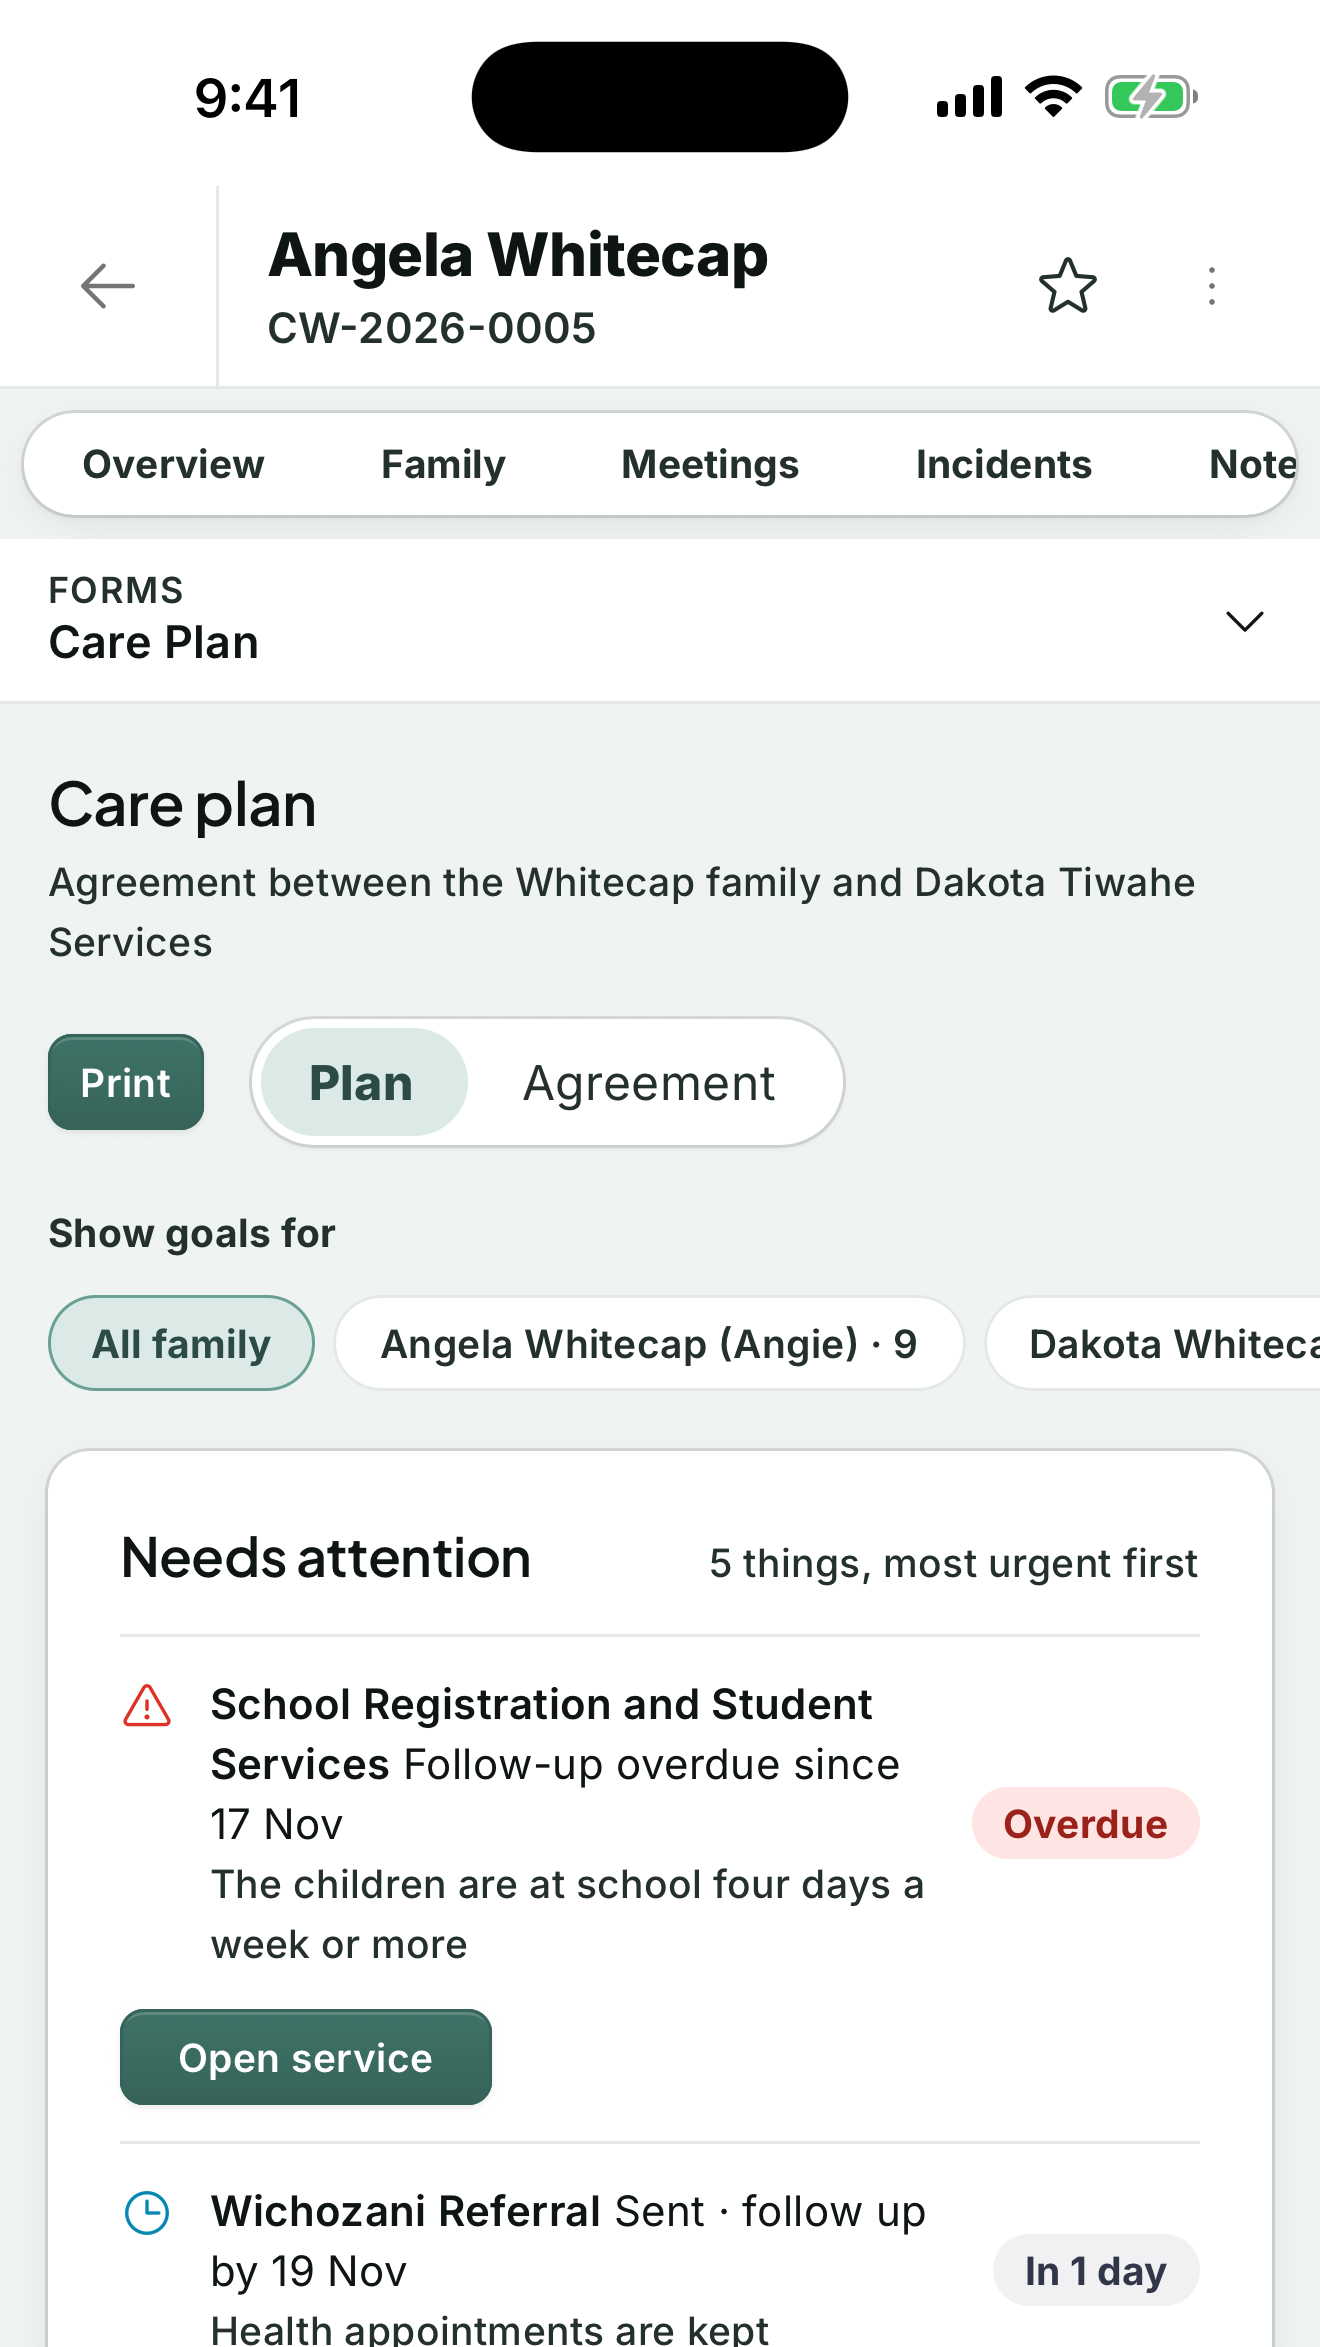 9:41
Angela Whitecap
CW-2026-0005
Overview Family Meetings Incidents Note
FORMS
Care Plan
Care plan
Agreement between the Whitecap family and Dakota Tiwahe
Services
Print Plan Agreement
Show goals for
All family Angela Whitecap (Angie) · 9 Dakota Whiteca
Needs attention 5 things, most urgent first
School Registration and Student
Services Follow-up overdue since
17 Nov
Overdue
The children are at school four days a
week or more
Open service
Wichozani Referral Sent · follow up
by 19 Nov
In 1 day
Health appointments are kept